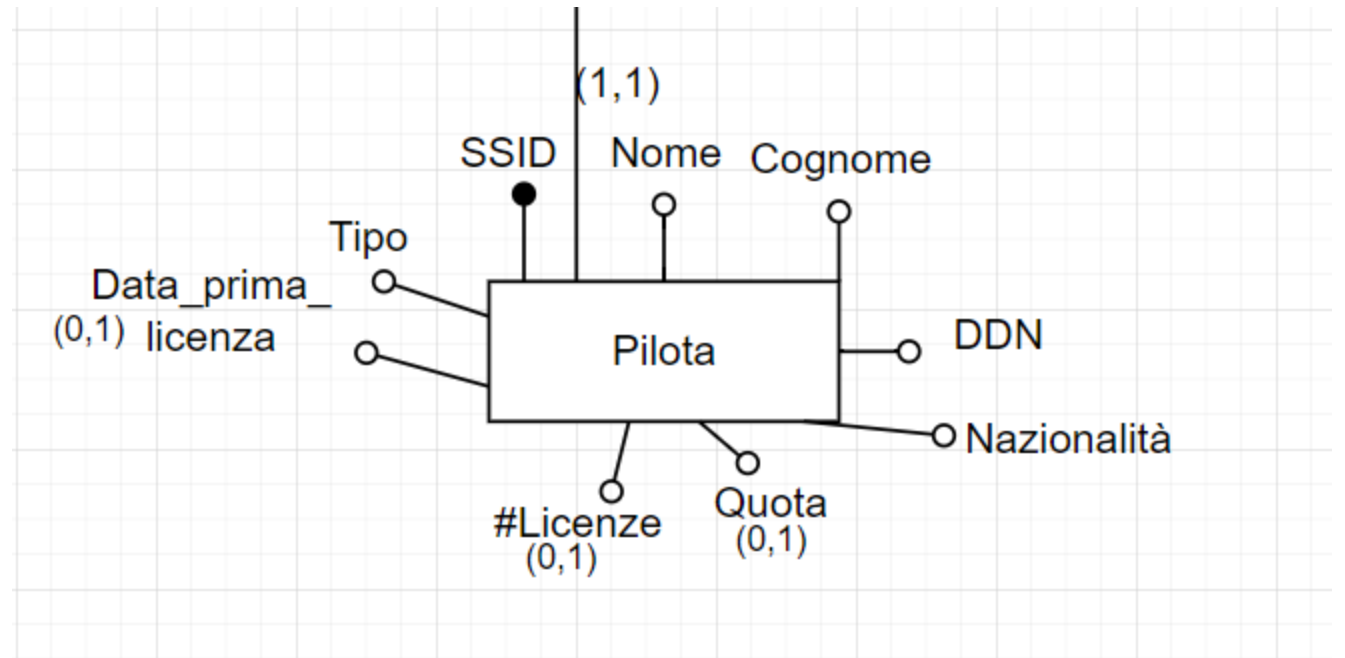 (1,1)
SSID
Nome
Cognome
Tipo
Data_prima_
(0,1) licenza
Pilota
DDN
Nazionalità
#Licenze
(0,1)
Quota
(0,1)